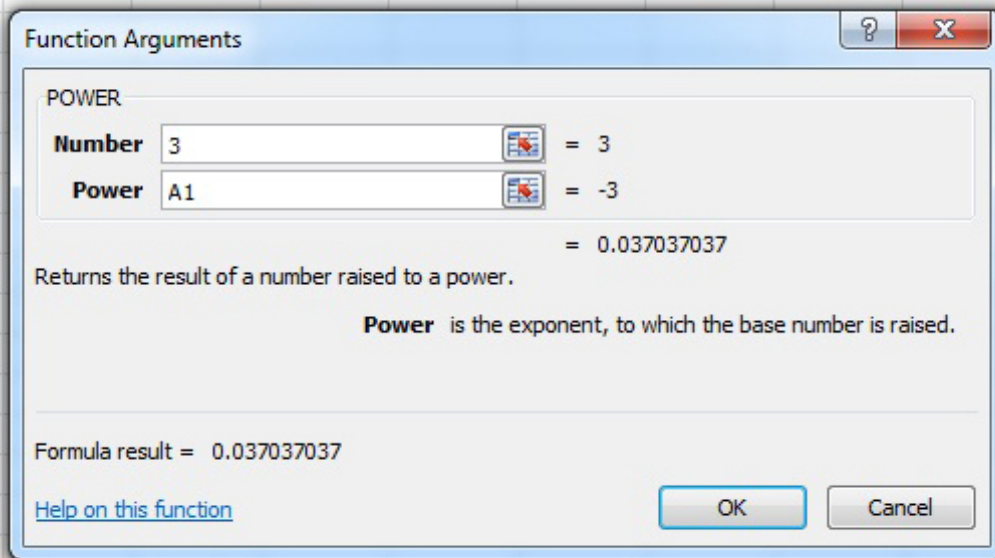 Function Arguments
POWER
Number 3 = 3
Power A1 = -3
= 0.037037037
Returns the result of a number raised to a power.
Power is the exponent, to which the base number is raised.
Formula result = 0.037037037
Help on this function
OK Cancel